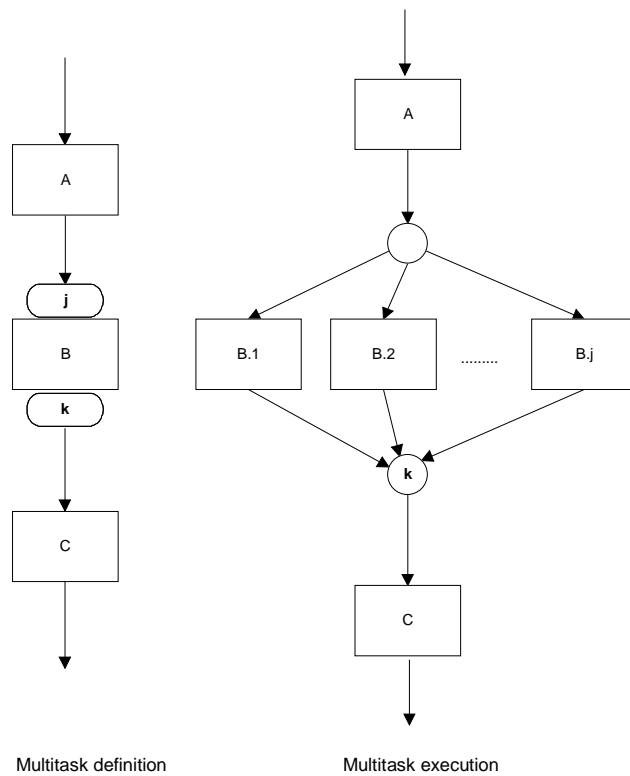 A
j
B
k
C
Multitask definition
A
B.1
B.2
.........
B.j
k
C
Multitask execution